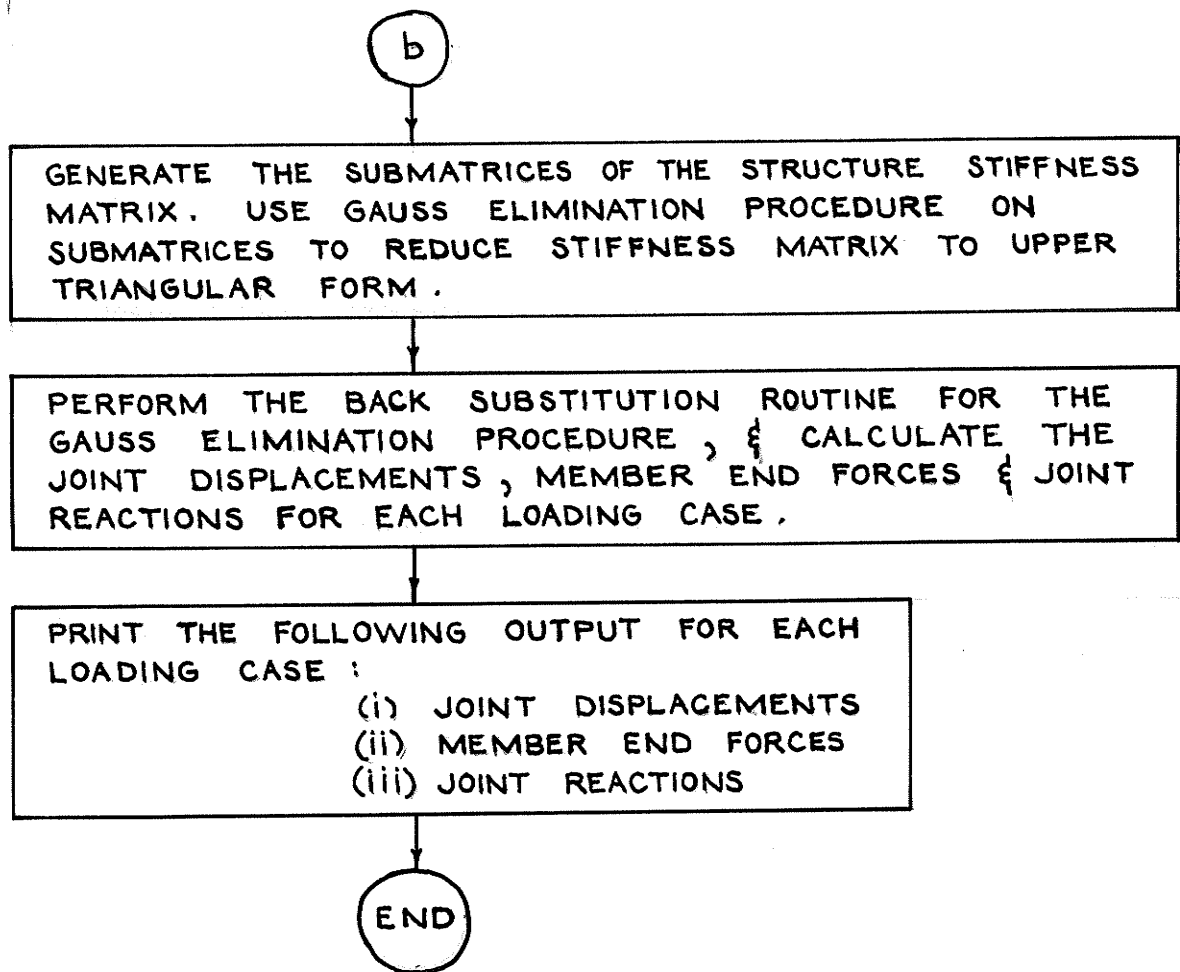 b
GENERATE THE SUBMATRICES OF THE STRUCTURE STIFFNESS
MATRIX. USE GAUSS ELIMINATION PROCEDURE ON
SUBMATRICES TO REDUCE STIFFNESS MATRIX TO UPPER
TRIANGULAR FORM.
PERFORM THE BACK SUBSTITUTION ROUTINE FOR THE
GAUSS ELIMINATION PROCEDURE, & CALCULATE THE
JOINT DISPLACEMENTS, MEMBER END FORCES & JOINT
REACTIONS FOR EACH LOADING CASE.
PRINT THE FOLLOWING OUTPUT FOR EACH
LOADING CASE:
(i) JOINT DISPLACEMENTS
(ii) MEMBER END FORCES
(iii) JOINT REACTIONS
END